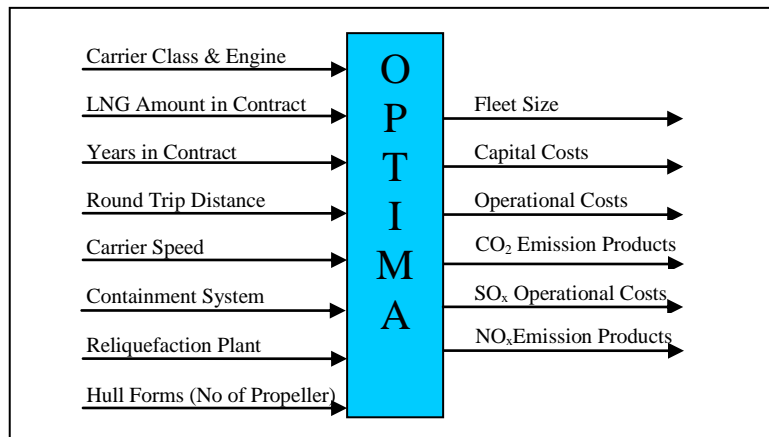 Carrier Class & Engine
LNG Amount in Contract
Years in Contract
Round Trip Distance
Carrier Speed
Containment System
Reliquefaction Plant
Hull Forms (No of Propeller)
O
P
T
I
M
A
Fleet Size
Capital Costs
Operational Costs
CO₂ Emission Products
SOₓ Operational Costs
NOₓEmission Products